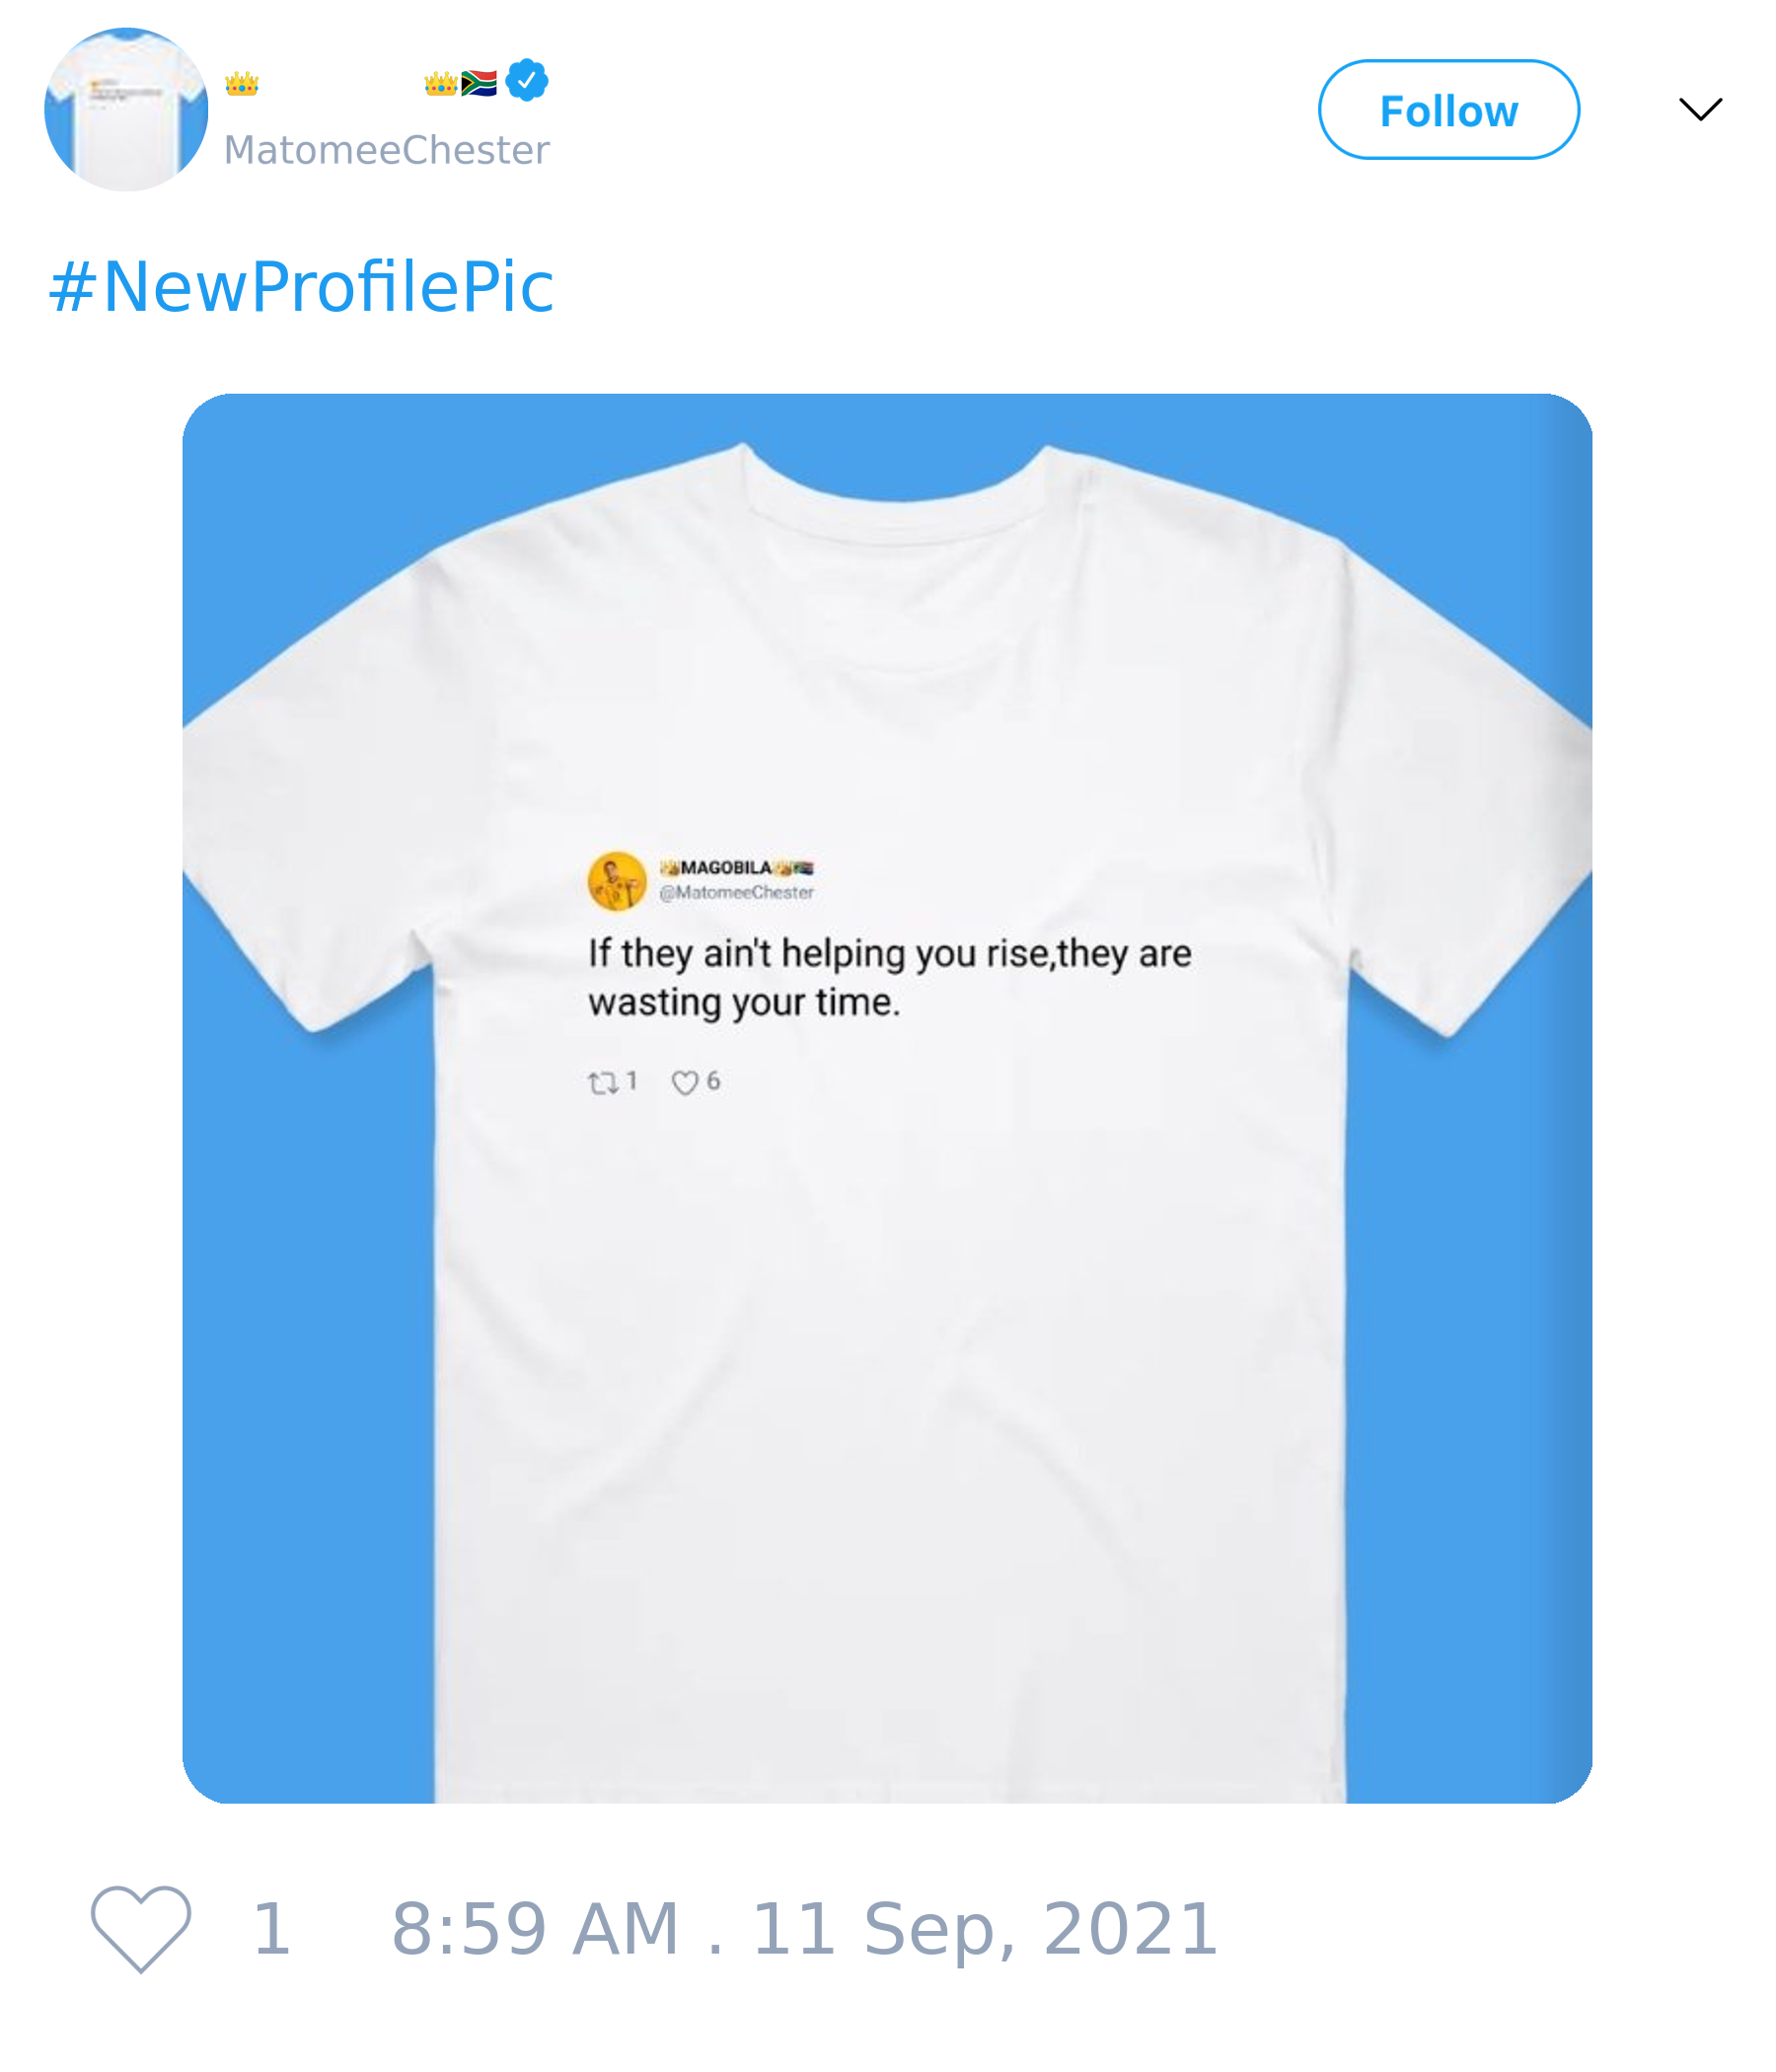 👑 👑🇿🇦
MatomeeChester
Follow
#NewProfilePic
👑MAGOBILA👑🇿🇦
@MatomeeChester
If they ain't helping you rise,they are
wasting your time.
1 6
1 8:59 AM . 11 Sep, 2021